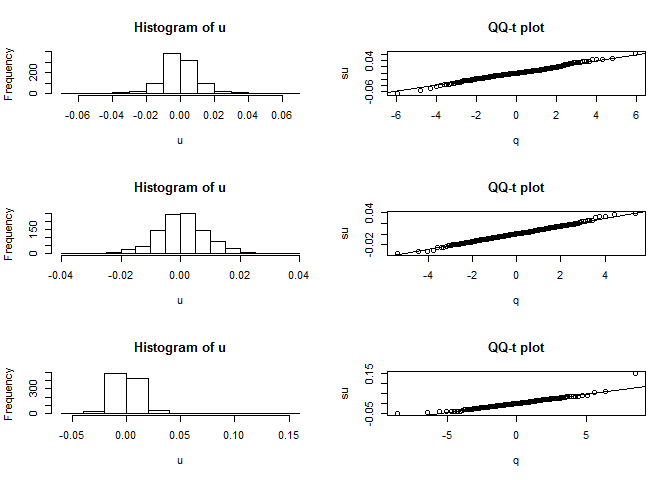 Histogram of u
QQ-t plot
Frequency
0 200
-0.06 -0.04 -0.02 0.00 0.02 0.04 0.06
u
su
-0.06 0.04
-6 -4 -2 0 2 4 6
q
Histogram of u
QQ-t plot
Frequency
0 150
-0.04 -0.02 0.00 0.02 0.04
u
su
-0.02 0.04
-4 -2 0 2 4
q
Histogram of u
QQ-t plot
Frequency
0 300
-0.05 0.00 0.05 0.10 0.15
u
su
-0.05 0.15
-5 0 5
q